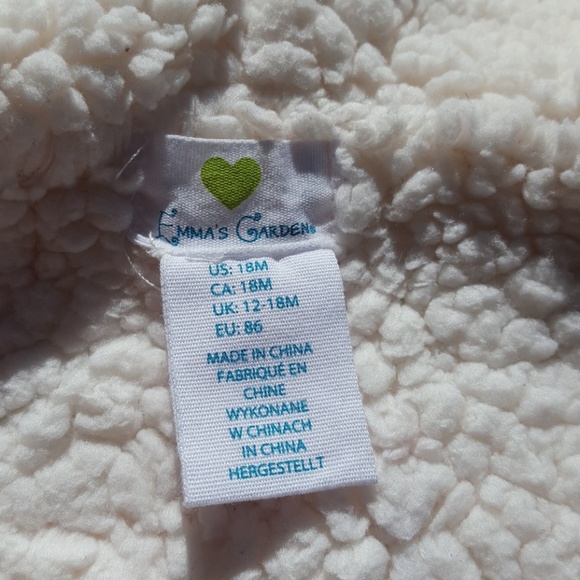 EMMA'S GARDEN®
US: 18M
CA: 18M
UK: 12-18M
EU: 86
MADE IN CHINA
FABRIQUÉ EN
CHINE
WYKONANE
W CHINACH
IN CHINA
HERGESTELLT